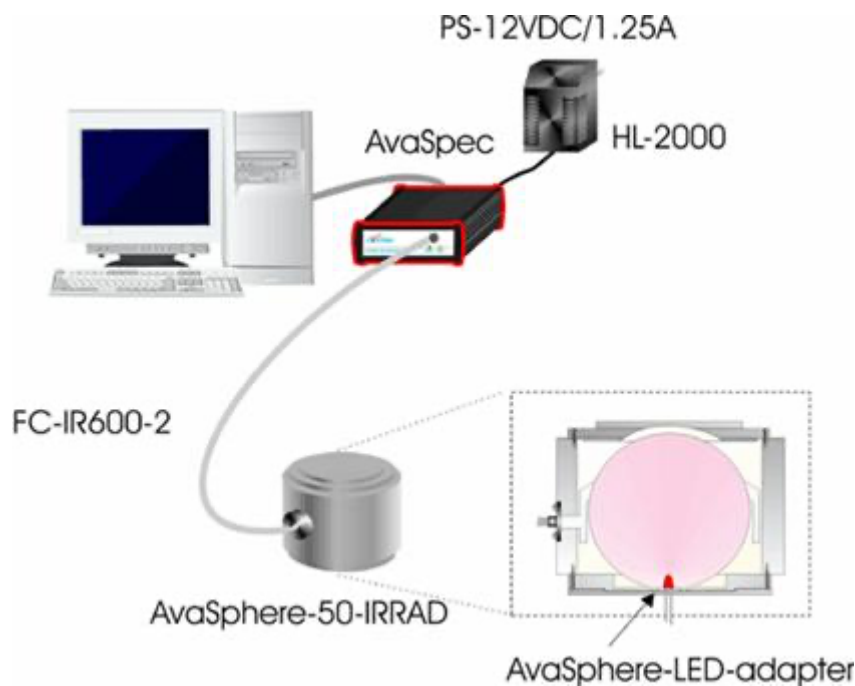 PS-12VDC/1.25A
AvaSpec
HL-2000
FC-IR600-2
AvaSphere-50-IRRAD
AvaSphere-LED-adapter